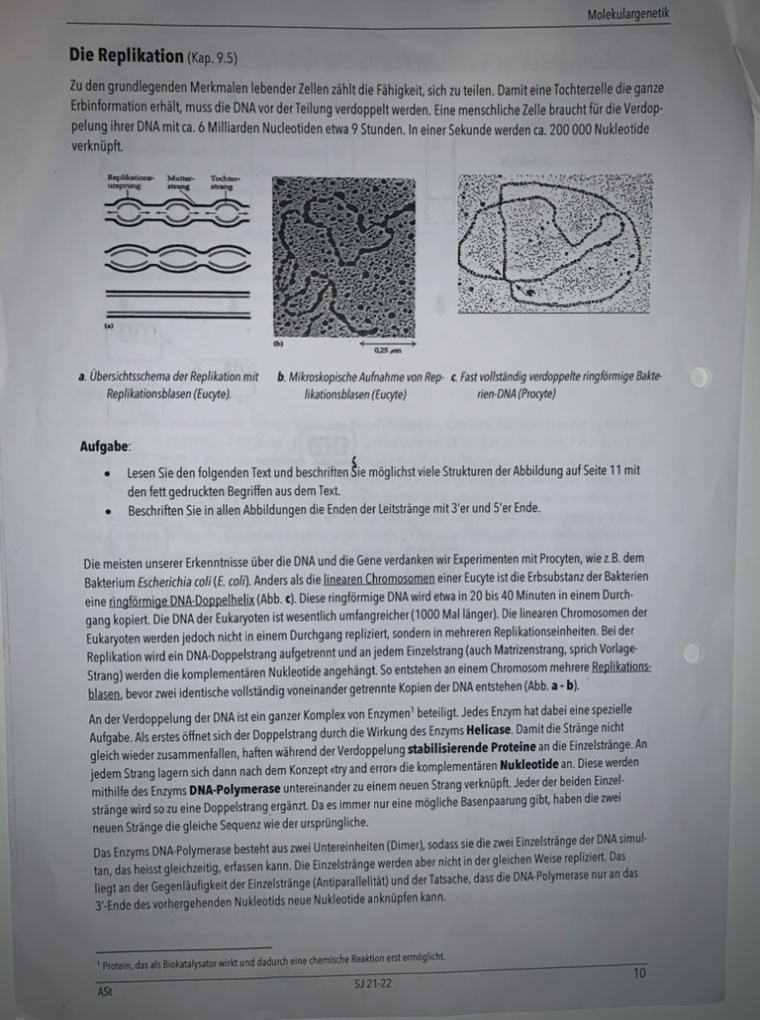 Molekulargenetik
Die Replikation (Kap. 9.5)
Zu den grundlegenden Merkmalen lebender Zellen zählt die Fähigkeit, sich zu teilen. Damit eine Tochterzelle die ganze
Erbinformation erhält, muss die DNA vor der Teilung verdoppelt werden. Eine menschliche Zelle braucht für die Verdop-
pelung ihrer DNA mit ca. 6 Milliarden Nucleotiden etwa 9 Stunden. In einer Sekunde werden ca. 200 000 Nukleotide
verknüpft.
Replikations- Mutter- Tochter-
ursprung strang strang
(a)
(b)
0,25 µm
a. Übersichtsschema der Replikation mit
Replikationsblasen (Eucyte).
b. Mikroskopische Aufnahme von Rep-
likationsblasen (Eucyte)
c. Fast vollständig verdoppelte ringförmige Bakte-
rien-DNA (Procyte)
Aufgabe:
• Lesen Sie den folgenden Text und beschriften Sie möglichst viele Strukturen der Abbildung auf Seite 11 mit
den fett gedruckten Begriffen aus dem Text.
• Beschriften Sie in allen Abbildungen die Enden der Leitstränge mit 3'er und 5'er Ende.
Die meisten unserer Erkenntnisse über die DNA und die Gene verdanken wir Experimenten mit Procyten, wie z.B. dem
Bakterium Escherichia coli (E. coli). Anders als die linearen Chromosomen einer Eucyte ist die Erbsubstanz der Bakterien
eine ringförmige DNA-Doppelhelix (Abb. c). Diese ringförmige DNA wird etwa in 20 bis 40 Minuten in einem Durch-
gang kopiert. Die DNA der Eukaryoten ist wesentlich umfangreicher (1000 Mal länger). Die linearen Chromosomen der
Eukaryoten werden jedoch nicht in einem Durchgang repliziert, sondern in mehreren Replikationseinheiten. Bei der
Replikation wird ein DNA-Doppelstrang aufgetrennt und an jedem Einzelstrang (auch Matrizenstrang, sprich Vorlage-
Strang) werden die komplementären Nukleotide angehängt. So entstehen an einem Chromosom mehrere Replikations-
blasen, bevor zwei identische vollständig voneinander getrennte Kopien der DNA entstehen (Abb. a - b).
An der Verdoppelung der DNA ist ein ganzer Komplex von Enzymen¹ beteiligt. Jedes Enzym hat dabei eine spezielle
Aufgabe. Als erstes öffnet sich der Doppelstrang durch die Wirkung des Enzyms Helicase. Damit die Stränge nicht
gleich wieder zusammenfallen, haften während der Verdoppelung stabilisierende Proteine an die Einzelstränge. An
jedem Strang lagern sich dann nach dem Konzept «try and error» die komplementären Nukleotide an. Diese werden
mithilfe des Enzyms DNA-Polymerase untereinander zu einem neuen Strang verknüpft. Jeder der beiden Einzel-
stränge wird so zu eine Doppelstrang ergänzt. Da es immer nur eine mögliche Basenpaarung gibt, haben die zwei
neuen Stränge die gleiche Sequenz wie der ursprüngliche.
Das Enzyms DNA-Polymerase besteht aus zwei Untereinheiten (Dimer), sodass sie die zwei Einzelstränge der DNA simul-
tan, das heisst gleichzeitig, erfassen kann. Die Einzelstränge werden aber nicht in der gleichen Weise repliziert. Das
liegt an der Gegenläufigkeit der Einzelstränge (Antiparallelität) und der Tatsache, dass die DNA-Polymerase nur an das
3'-Ende des vorhergehenden Nukleotids neue Nukleotide anknüpfen kann.
¹ Protein, das als Biokatalysator wirkt und dadurch eine chemische Reaktion erst ermöglicht.
ASt
SJ 21-22
10